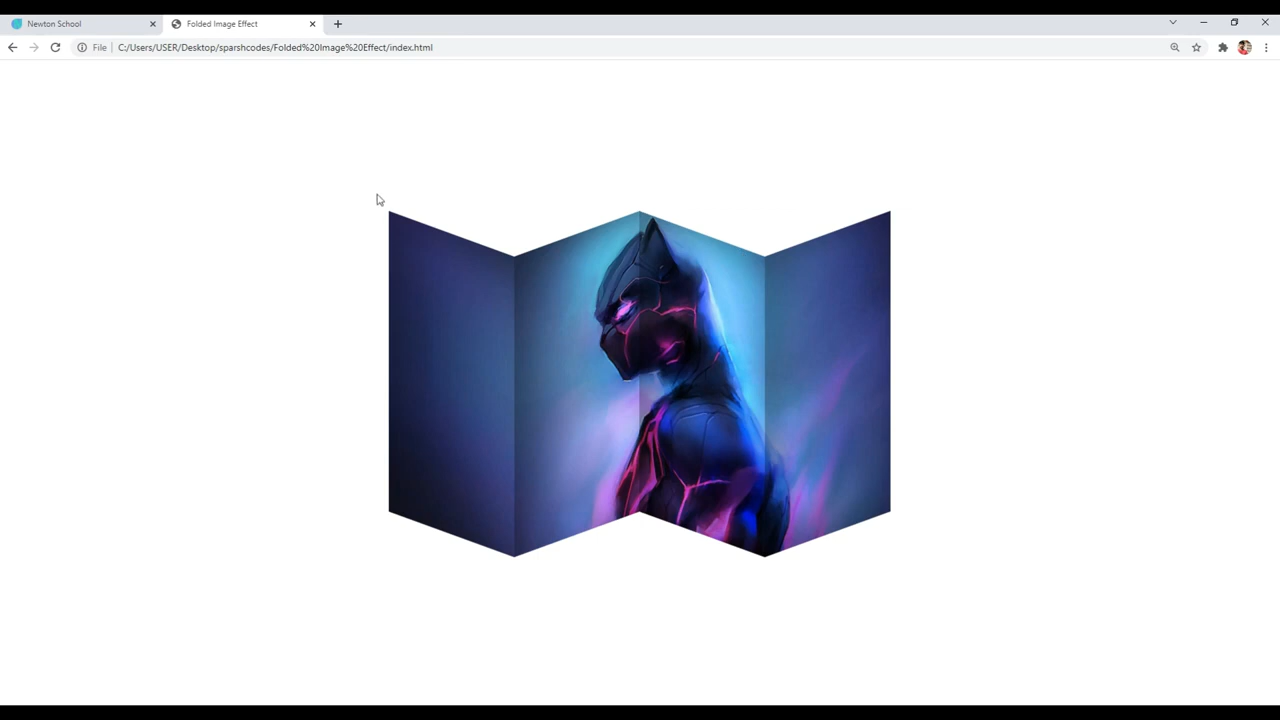 Newton School
Folded Image Effect
File
C:/Users/USER/Desktop/sparshcodes/Folded%20Image%20Effect/index.html